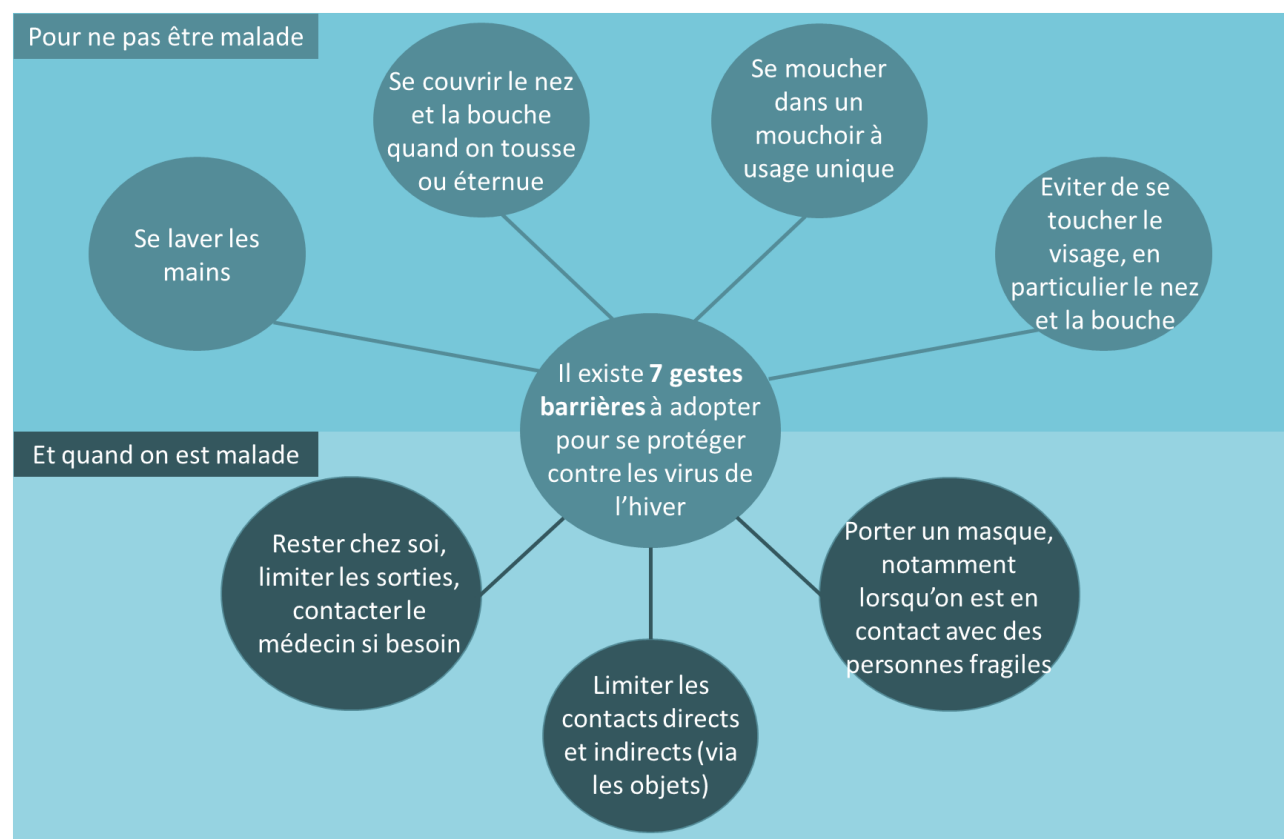 Pour ne pas être malade
Se laver les
mains
Se couvrir le nez
et la bouche
quand on tousse
ou éternue
Se moucher
dans un
mouchoir à
usage unique
Eviter de se
toucher le
visage, en
particulier le nez
et la bouche
Il existe 7 gestes
barrières à adopter
pour se protéger
contre les virus de
l’hiver
Et quand on est malade
Rester chez soi,
limiter les sorties,
contacter le
médecin si besoin
Limiter les
contacts directs
et indirects (via
les objets)
Porter un masque,
notamment
lorsqu’on est en
contact avec des
personnes fragiles